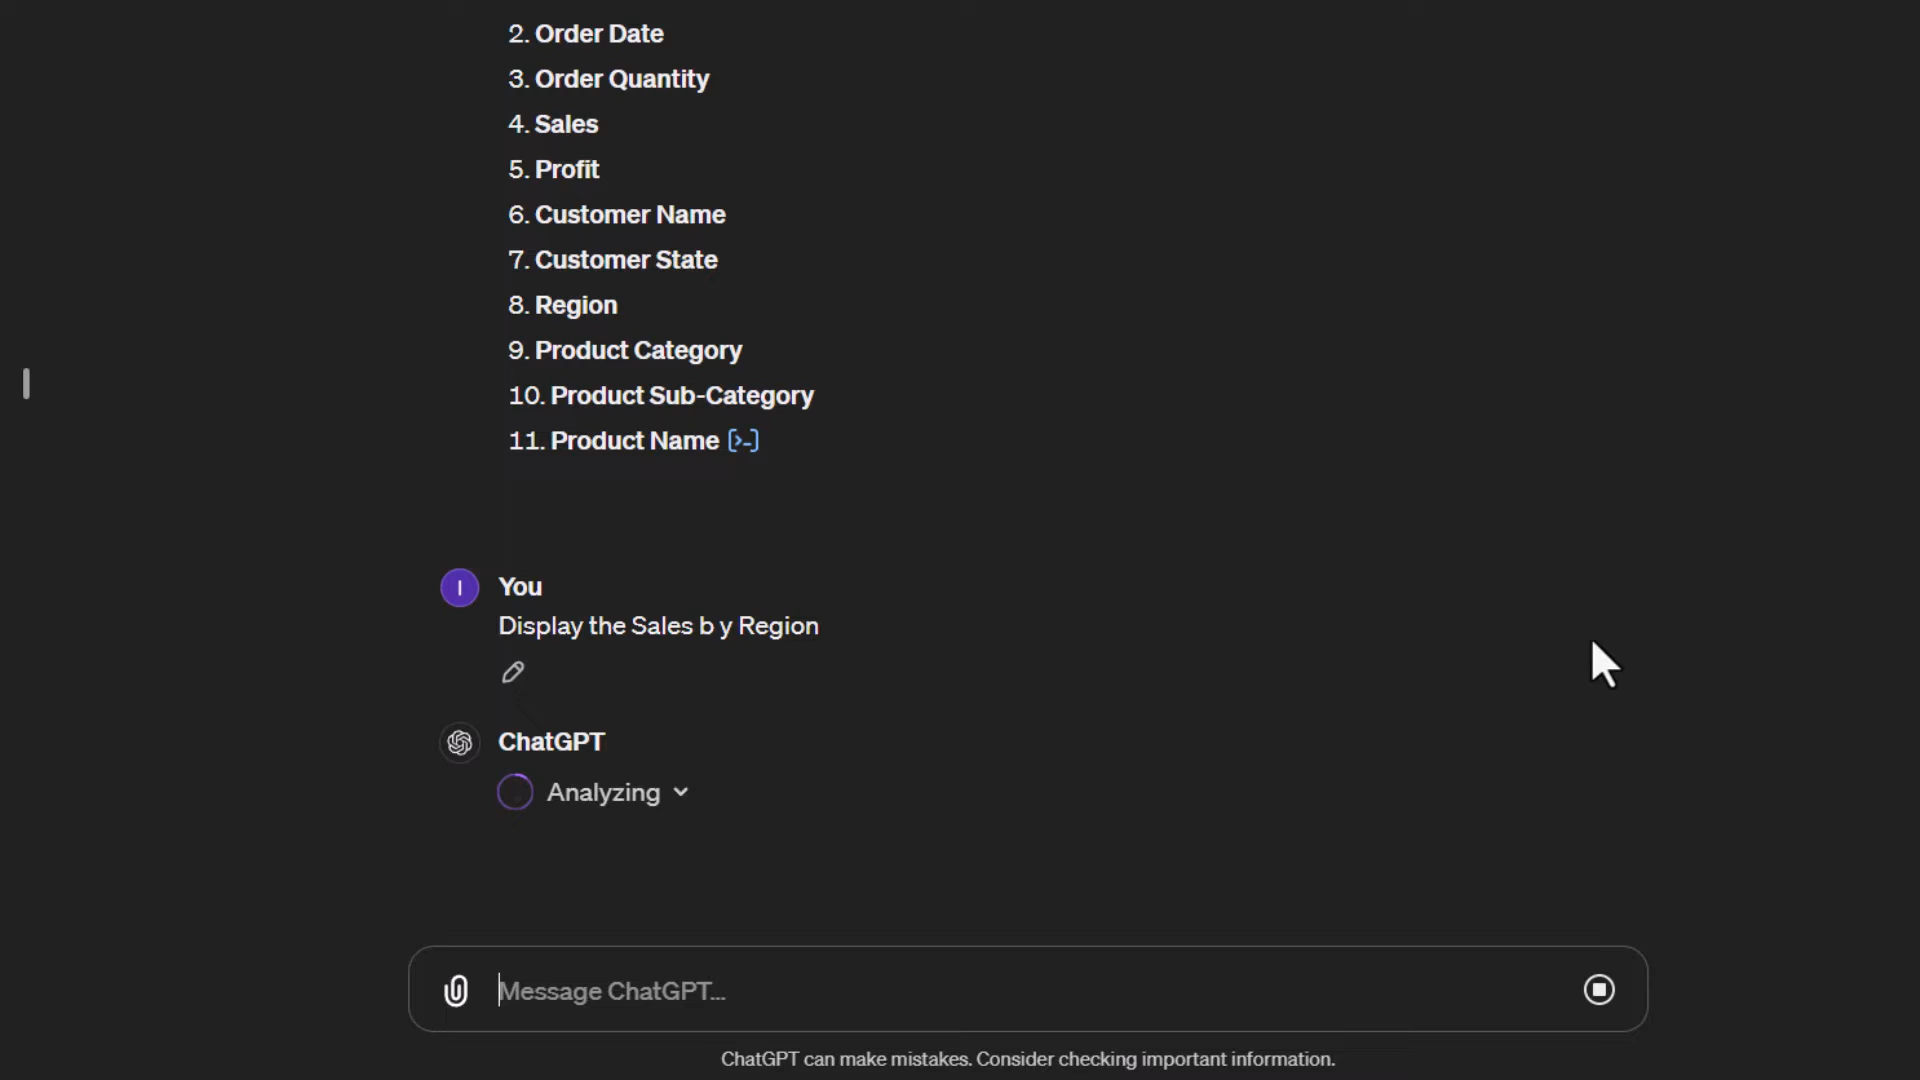 2. Order Date
3. Order Quantity
4. Sales
5. Profit
6. Customer Name
7. Customer State
8. Region
9. Product Category
10. Product Sub-Category
11. Product Name [>_]
I
You
Display the Sales b y Region
ChatGPT
Analyzing
Message ChatGPT...
ChatGPT can make mistakes. Consider checking important information.